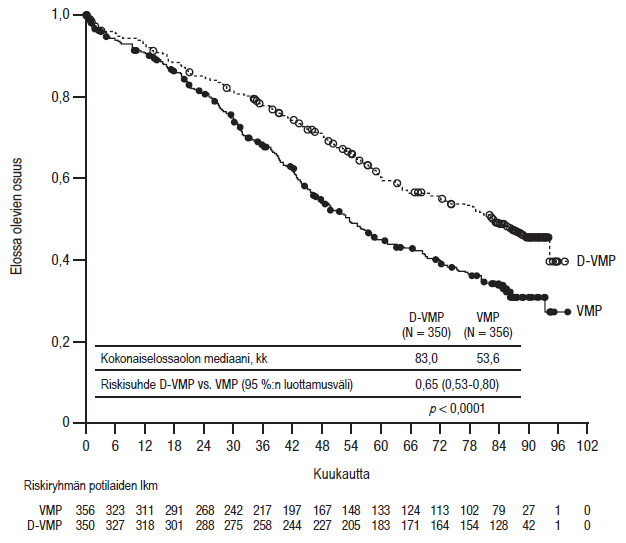 1,0
0,8
0,6
0,4
0,2
0
Elossa olevien osuus
D-VMP
VMP
D-VMP VMP
(N = 350) (N = 356)
Kokonaiselossaolon mediaani, kk 83,0 53,6
Riskisuhde D-VMP vs. VMP (95 %:n luottamusväli) 0,65 (0,53-0,80)
p < 0,0001
0 6 12 18 24 30 36 42 48 54 60 66 72 78 84 90 96 102
Kuukautta
Riskiryhmän potilaiden lkm
VMP 356 323 311 291 268 242 217 197 167 148 133 124 113 102 79 27 1 0
D-VMP 350 327 318 301 288 275 258 244 227 205 183 171 164 154 128 42 1 0